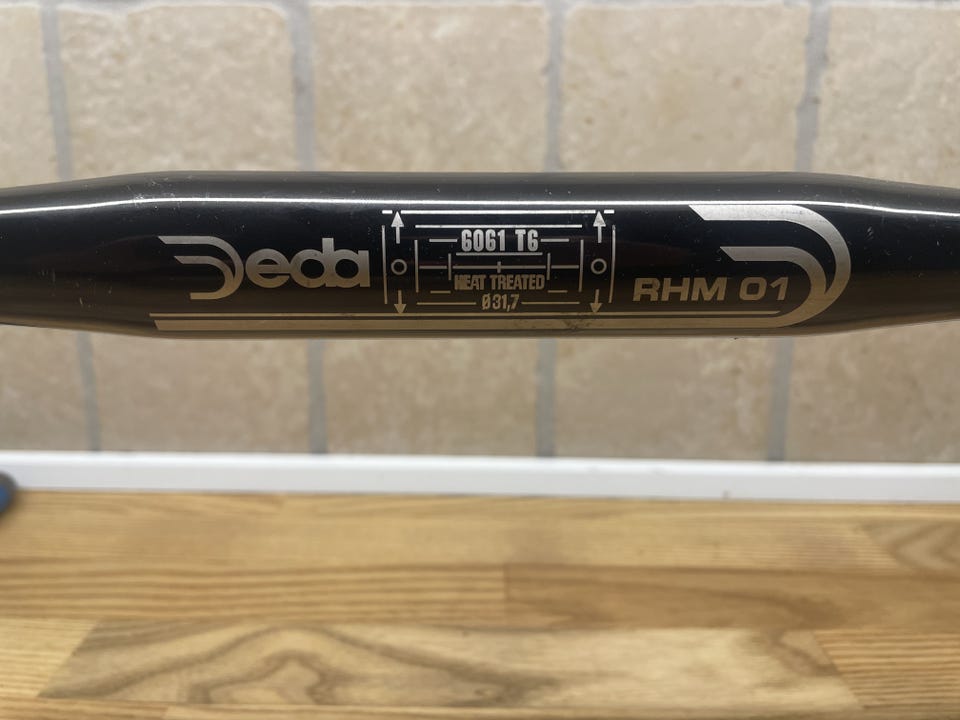 Deda
6061 T6
HEAT TREATED
Ø31,7
RHM 01